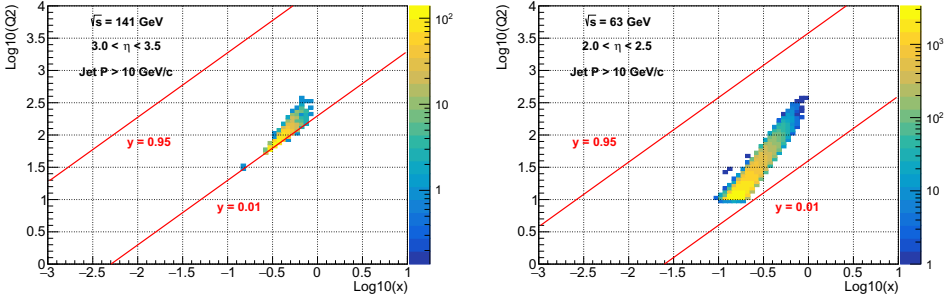 Log10(Q2)
4
3.5
3
2.5
2
1.5
1
0.5
0
√s = 141 GeV
3.0 < η < 3.5
Jet P > 10 GeV/c
y = 0.95
y = 0.01
−3 −2.5 −2 −1.5 −1 −0.5 0 0.5 1
Log10(x)
10²
10
1
Log10(Q2)
4
3.5
3
2.5
2
1.5
1
0.5
0
√s = 63 GeV
2.0 < η < 2.5
Jet P > 10 GeV/c
y = 0.95
y = 0.01
−3 −2.5 −2 −1.5 −1 −0.5 0 0.5 1
Log10(x)
10³
10²
10
1